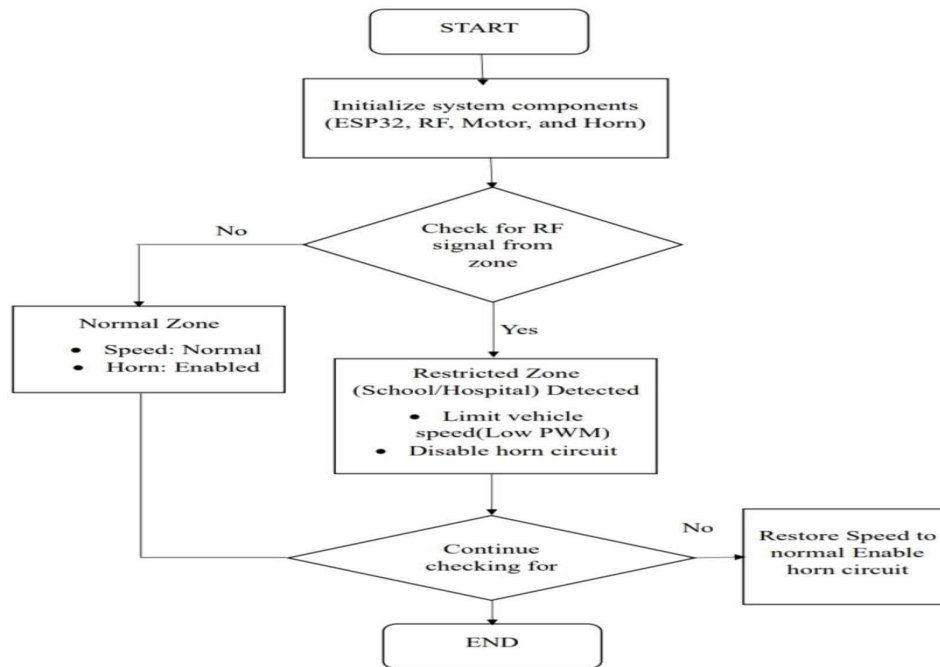 START
Initialize system components
(ESP32, RF, Motor, and Horn)
Check for RF
signal from
zone
No
Normal Zone
• Speed: Normal
• Horn: Enabled
Yes
Restricted Zone
(School/Hospital) Detected
• Limit vehicle
speed(Low PWM)
• Disable horn circuit
Continue
checking for
No
Restore Speed to
normal Enable
horn circuit
END